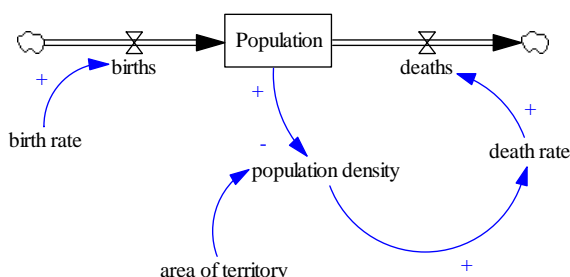 Population
births
deaths
+
+
+
birth rate
-
death rate
population density
area of territory
+